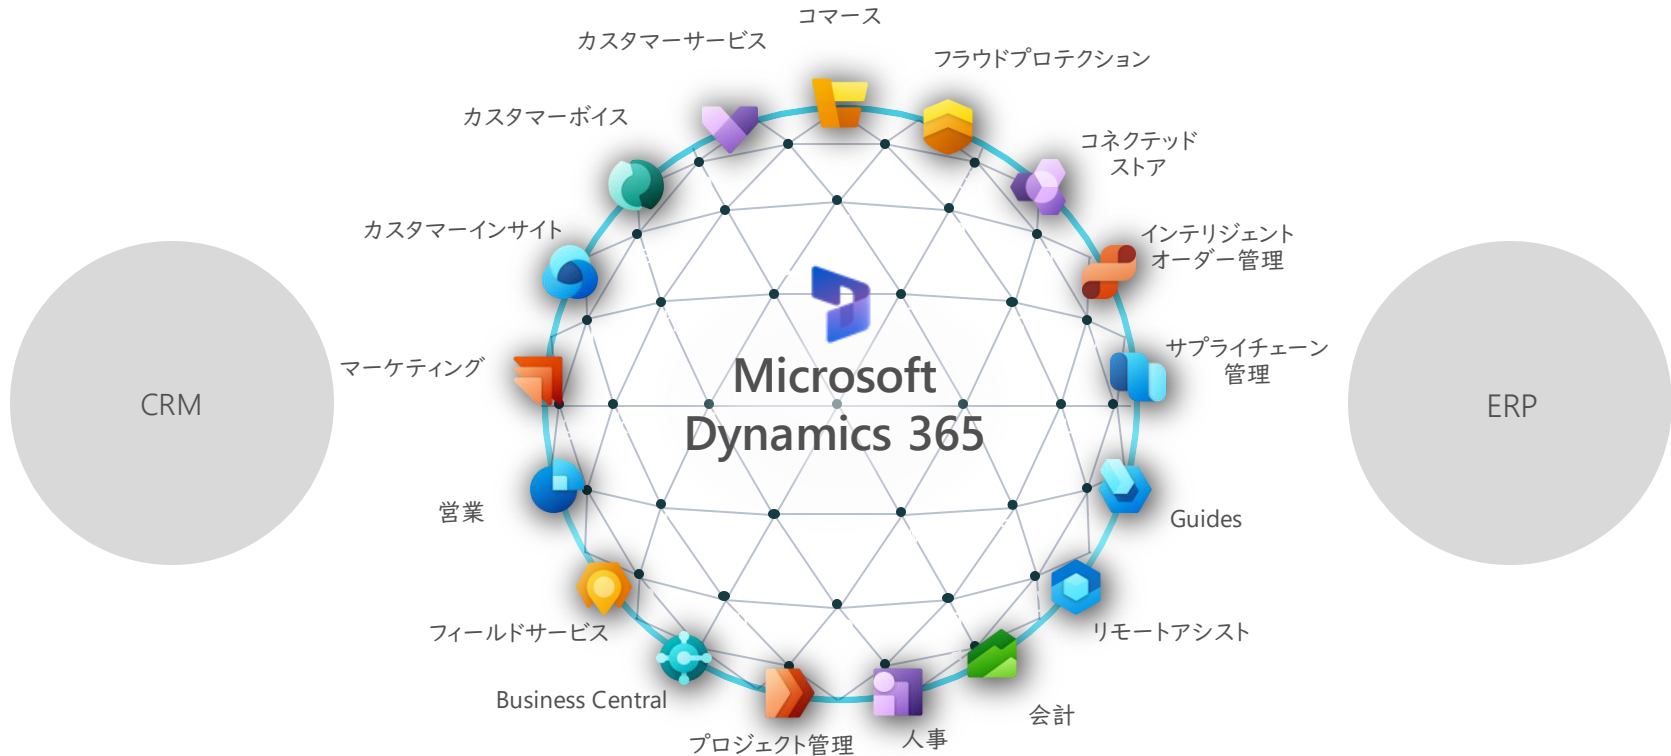 コマース
カスタマーサービス
フラウドプロテクション
カスタマーボイス
コネクテッド
ストア
カスタマーインサイト
インテリジェント
オーダー管理
マーケティング
サプライチェーン
管理
CRM
Microsoft
Dynamics 365
ERP
営業
Guides
フィールドサービス
リモートアシスト
Business Central
会計
プロジェクト管理
人事